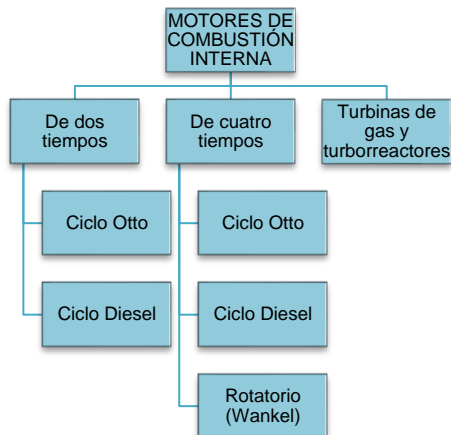 MOTORES DE
COMBUSTIÓN
INTERNA
De dos
tiempos
De cuatro
tiempos
Turbinas de
gas y
turborreactores
Ciclo Otto
Ciclo Otto
Ciclo Diesel
Ciclo Diesel
Rotatorio
(Wankel)